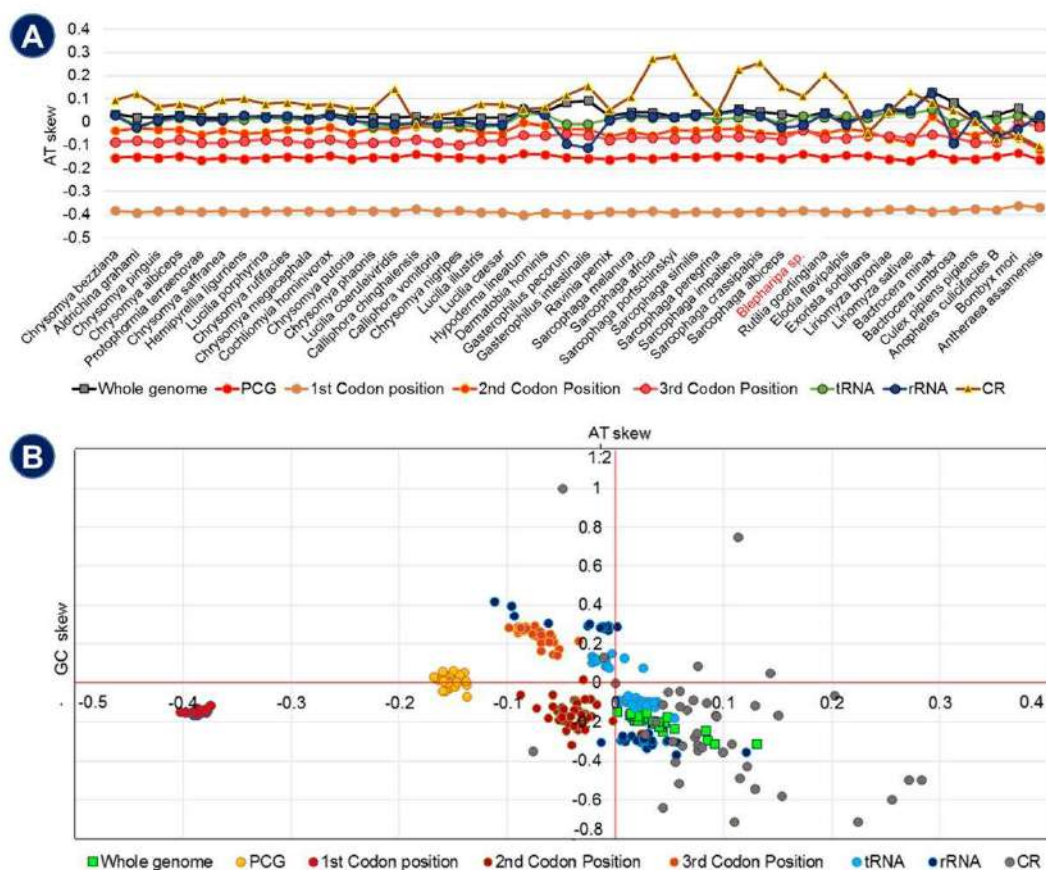 A
0.4
0.3
0.2
0.1
0
-0.1
-0.2
-0.3
-0.4
-0.5
AT skew
Chrysomya bezziana
Aldrichina grahami
Chrysomya pinguis
Chrysomya albiceps
Protophormia terraenovae
Chrysomya saffranea
Hemipyrellia ligurriens
Lucilia porphyrina
Chrysomya rufifacies
Chrysomya megacephala
Cochliomyia hominivorax
Chrysomya putoria
Chrysomya phaonis
Lucilia coeruleiviridis
Calliphora chinghaiensis
Calliphora vomitoria
Chrysomya nigripes
Lucilia illustris
Lucilia caesar
Hypoderma lineatum
Dermatobia hominis
Gasterophilus pecorum
Gasterophilus intestinalis
Ravinia pernix
Sarcophaga melanura
Sarcophaga africa
Sarcophaga portschinskyi
Sarcophaga similis
Sarcophaga peregrina
Sarcophaga impatiens
Sarcophaga crassipalpis
Sarcophaga albiceps
Blepharipa sp.
Rutilia goerlingiana
Elodia flavipalpis
Exorista sorbillans
Liriomyza bryoniae
Liriomyza sativae
Bactrocera minax
Bactrocera umbrosa
Culex pipiens pipiens
Anopheles culicifacies B
Bombyx mori
Antheraea assamensis
Whole genome PCG 1st Codon position 2nd Codon Position 3rd Codon Position tRNA rRNA CR
B
AT skew
1.2
1
0.8
0.6
0.4
0.2
0
-0.5 -0.4 -0.3 -0.2 -0.1 0 0.1 0.2 0.3 0.4
-0.2
-0.4
-0.6
-0.8
GC skew
Whole genome PCG 1st Codon position 2nd Codon Position 3rd Codon Position tRNA rRNA CR